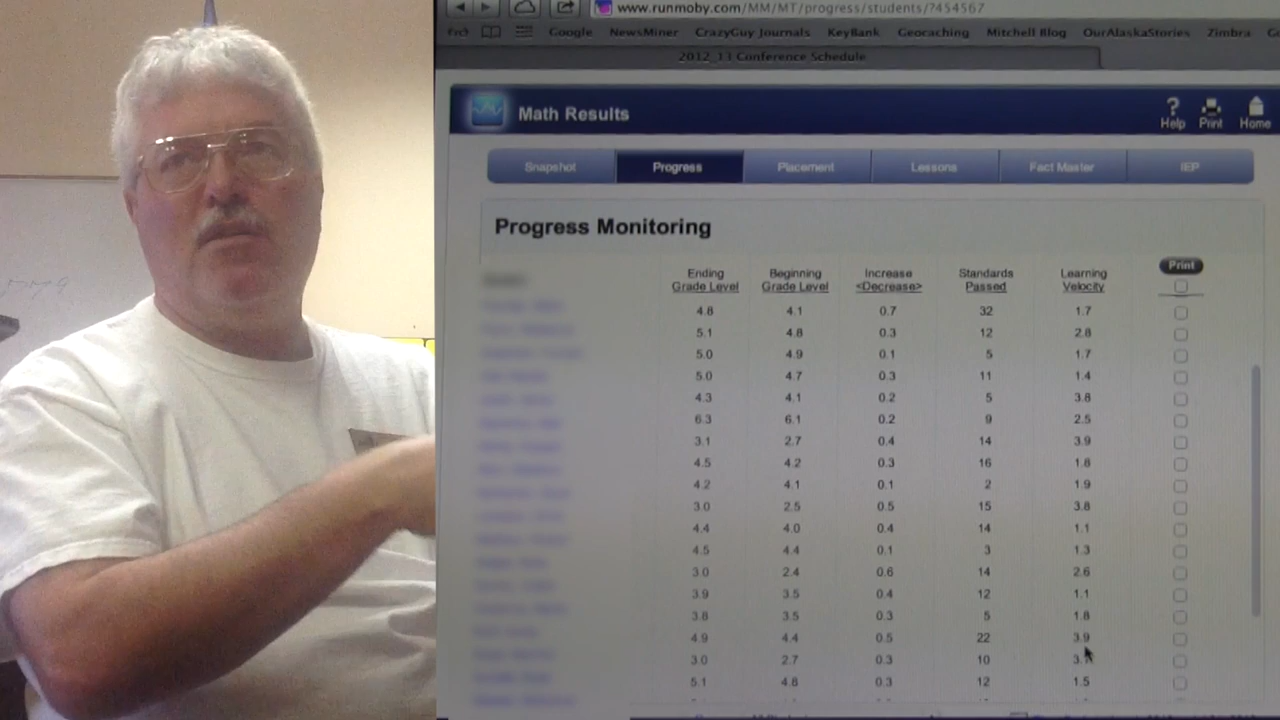 www.runmoby.com/MM/MT/progress/students/?454567
Google NewsMiner CrazyGuy Journals KeyBank Geocaching Mitchell Blog OurAlaskaStories Zimbra
2012_13 Conference Schedule
Math Results
Help Print Home
Snapshot Progress Placement Lessons Fact Master IEP
Progress Monitoring
Print
Ending Beginning Increase Standards Learning
Grade Level Grade Level <Decrease> Passed Velocity
4.8 4.1 0.7 32 1.7
5.1 4.8 0.3 12 2.8
5.0 4.9 0.1 5 1.7
5.0 4.7 0.3 11 1.4
4.3 4.1 0.2 5 3.8
6.3 6.1 0.2 9 2.5
3.1 2.7 0.4 14 3.9
4.5 4.2 0.3 16 1.8
4.2 4.1 0.1 2 1.9
3.0 2.5 0.5 15 3.8
4.4 4.0 0.4 14 1.1
4.5 4.4 0.1 3 1.3
3.0 2.4 0.6 14 2.6
3.9 3.5 0.4 12 1.1
3.8 3.5 0.3 5 1.8
4.9 4.4 0.5 22 3.9
3.0 2.7 0.3 10
5.1 4.8 0.3 12 1.5